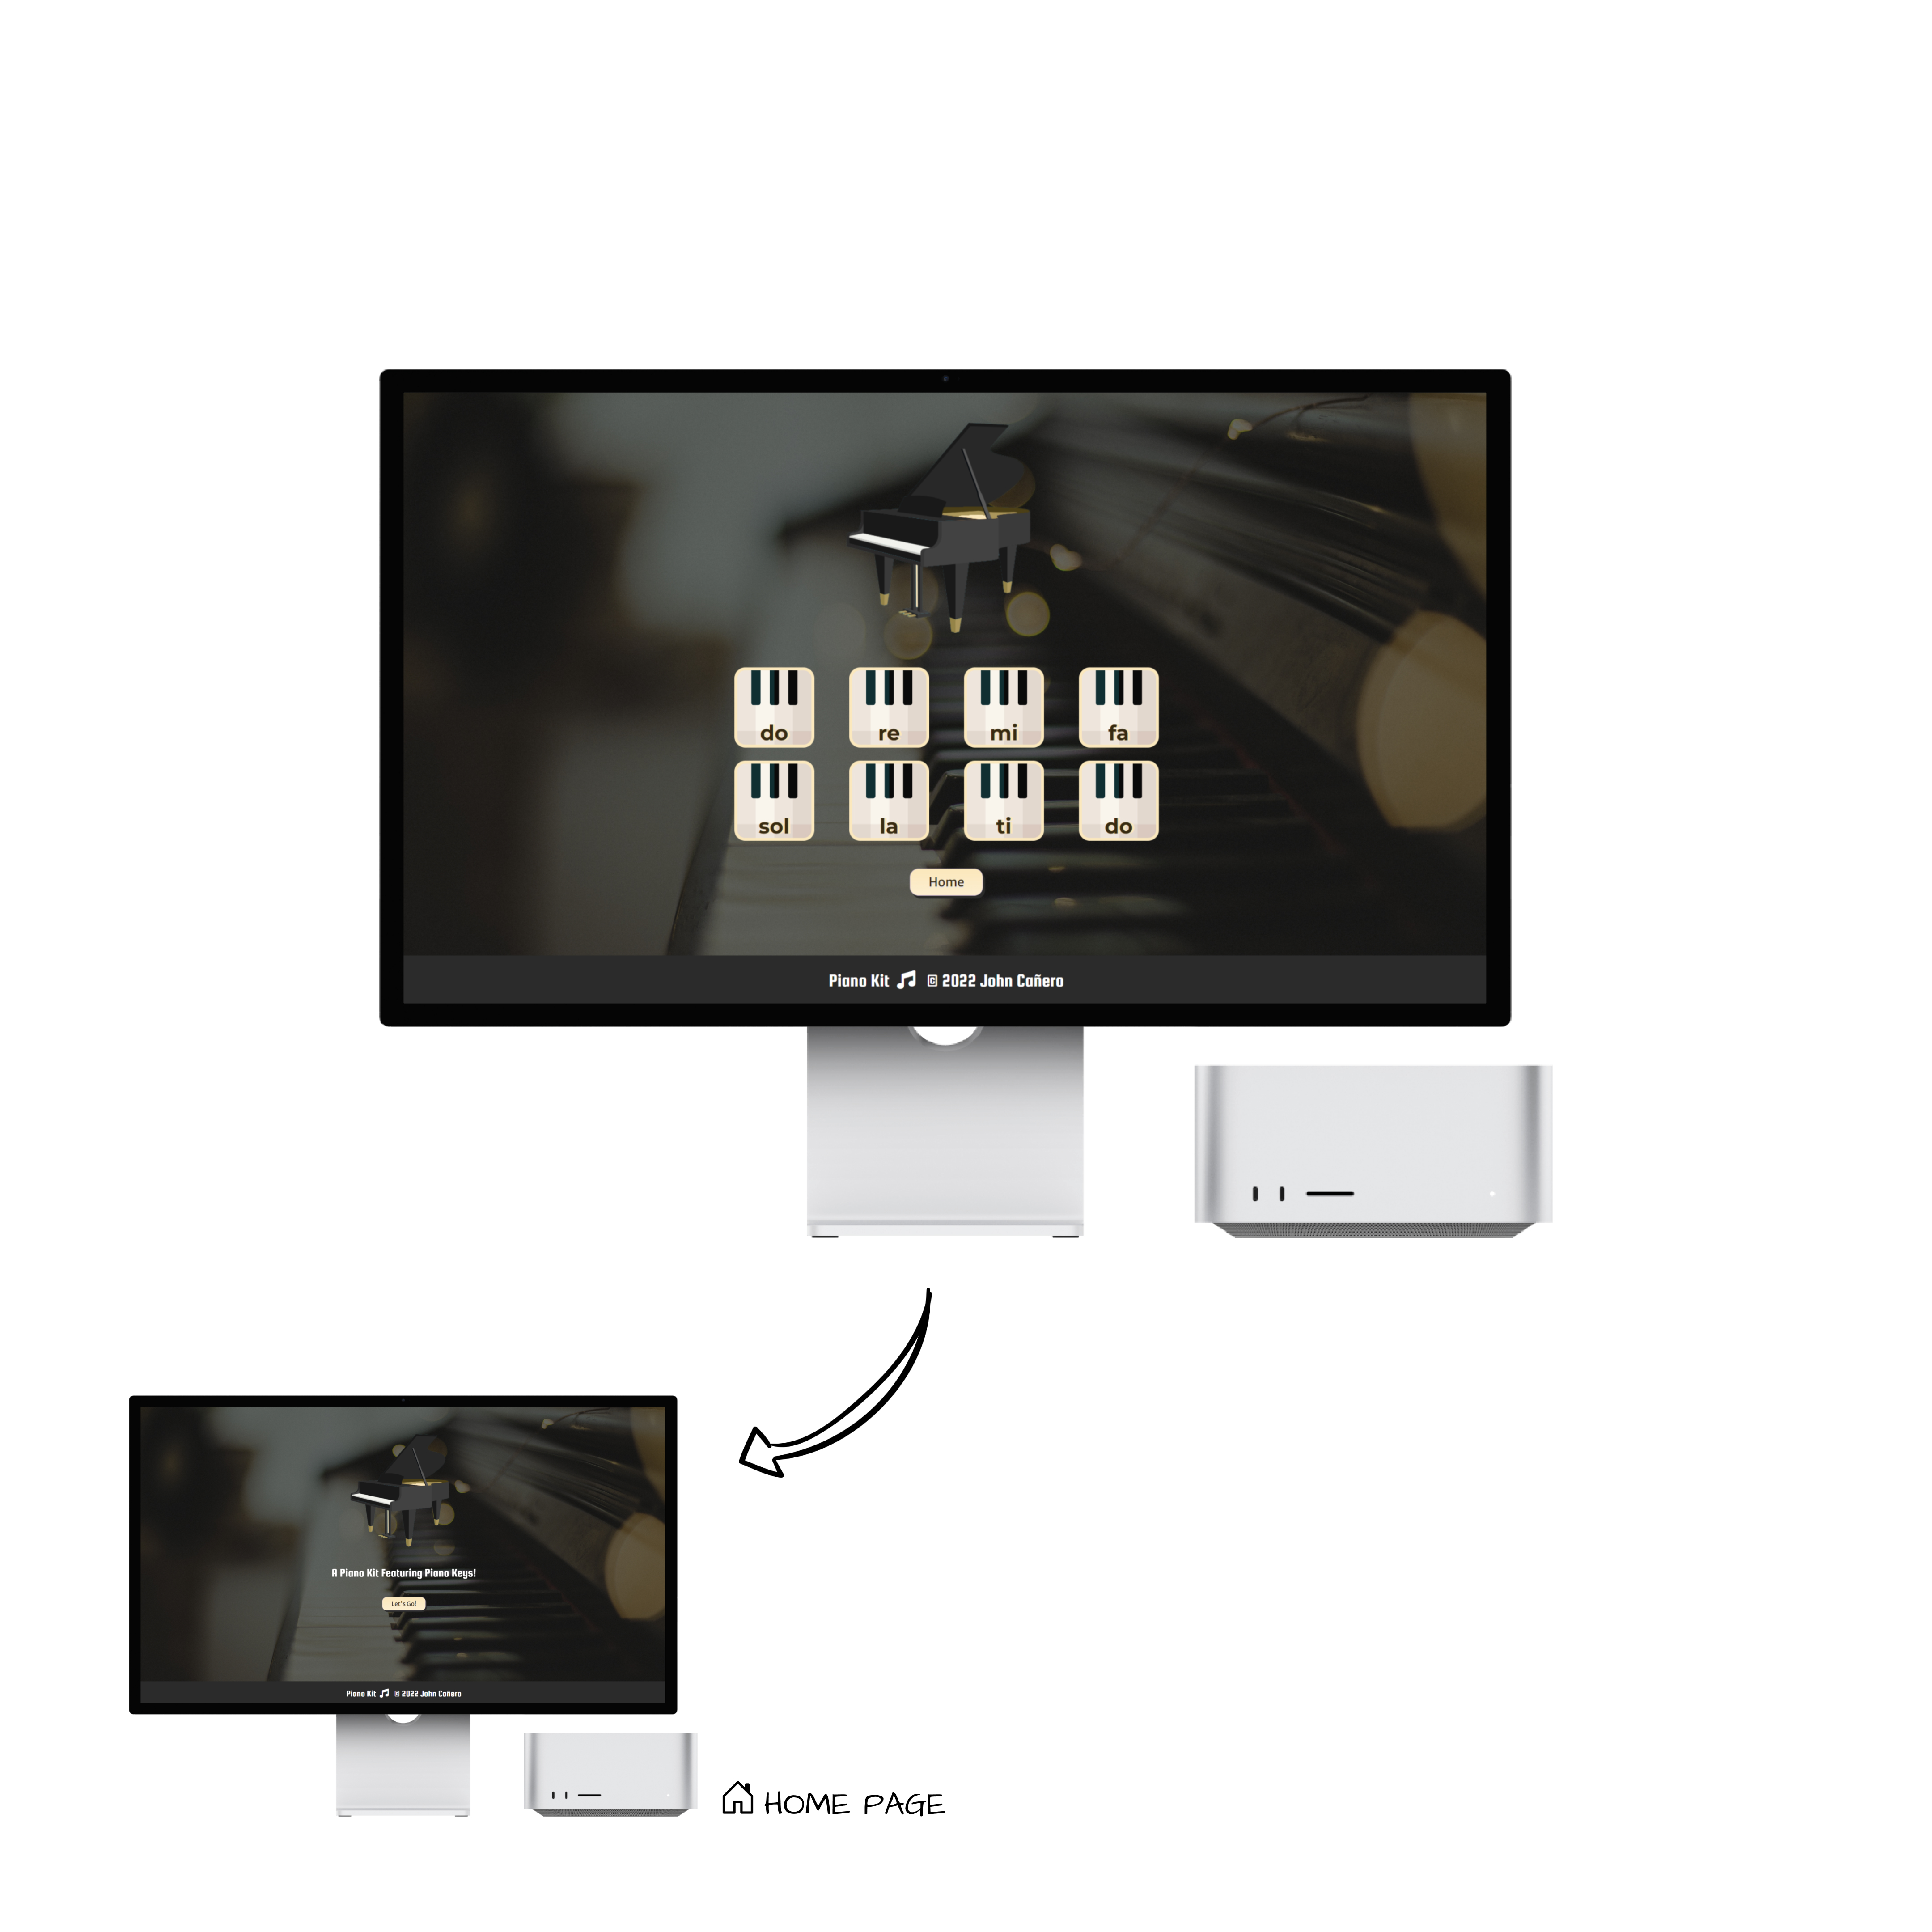 do re mi fa
sol la ti do
Home
Piano Kit © 2022 John Cañero
A Piano Kit Featuring Piano Keys!
Let's Go!
Piano Kit © 2022 John Cañero
HOME PAGE